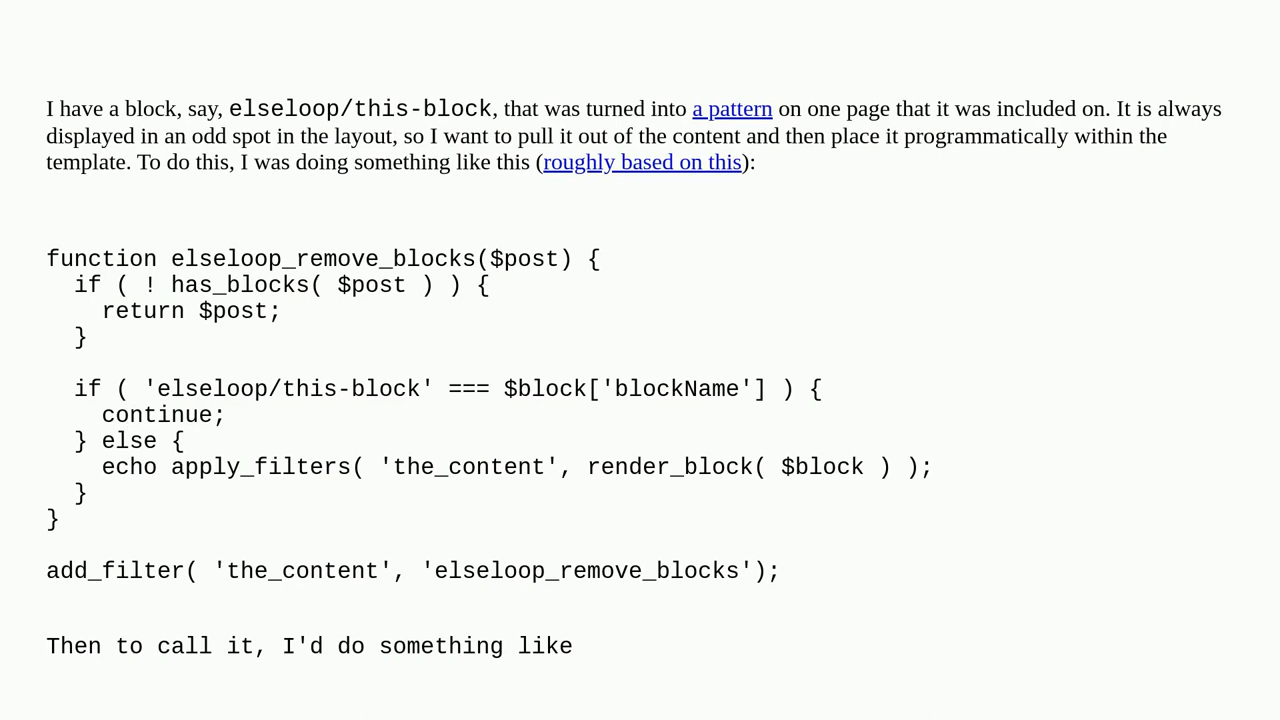 I have a block, say, elseloop/this-block, that was turned into a pattern on one page that it was included on. It is always
displayed in an odd spot in the layout, so I want to pull it out of the content and then place it programmatically within the
template. To do this, I was doing something like this (roughly based on this):
function elseloop_remove_blocks($post) {
  if ( ! has_blocks( $post ) ) {
    return $post;
  }
  if ( 'elseloop/this-block' === $block['blockName'] ) {
    continue;
  } else {
    echo apply_filters( 'the_content', render_block( $block ) );
  }
}
add_filter( 'the_content', 'elseloop_remove_blocks');
Then to call it, I'd do something like